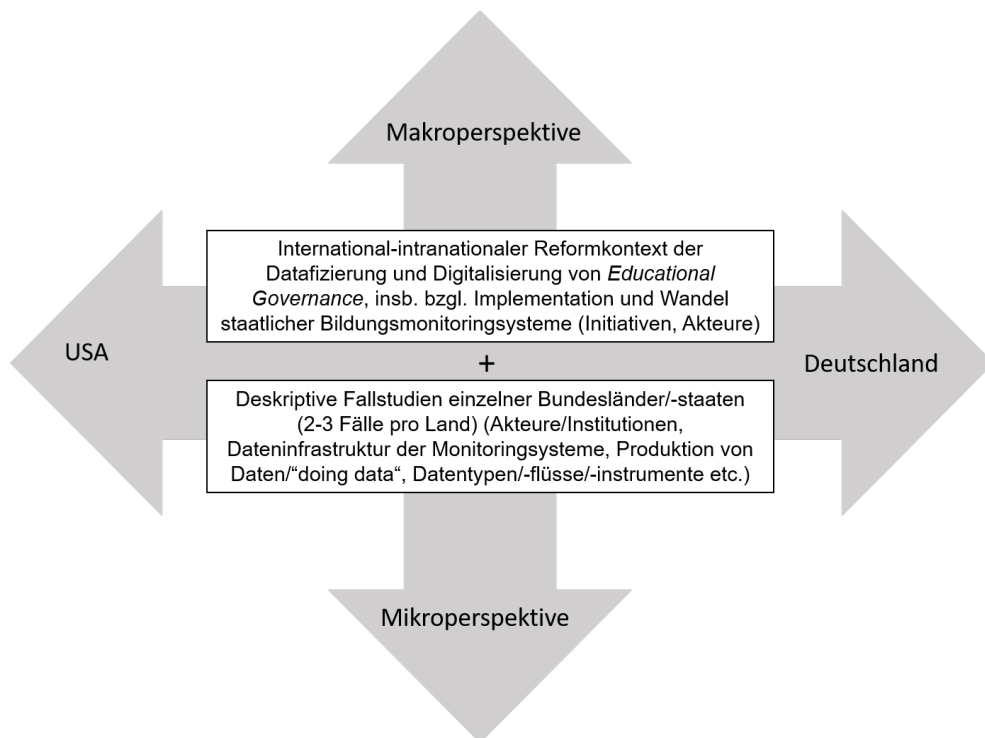 Makroperspektive
International-intranationaler Reformkontext der
Datafizierung und Digitalisierung von Educational
Governance, insb. bzgl. Implementation und Wandel
staatlicher Bildungsmonitoringsysteme (Initiativen, Akteure)
USA
+
Deutschland
Deskriptive Fallstudien einzelner Bundesländer/-staaten
(2-3 Fälle pro Land) (Akteure/Institutionen,
Dateninfrastruktur der Monitoringsysteme, Produktion von
Daten/“doing data“, Datentypen/-flüsse/-instrumente etc.)
Mikroperspektive